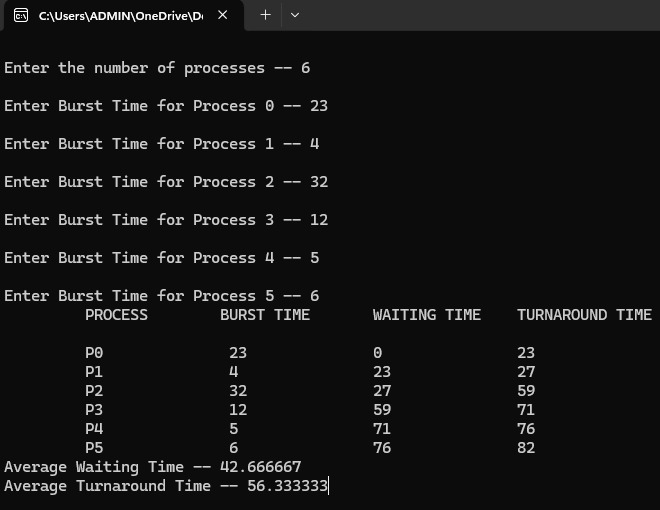 C:\Users\ADMIN\OneDrive\D
Enter the number of processes -- 6
Enter Burst Time for Process 0 -- 23
Enter Burst Time for Process 1 -- 4
Enter Burst Time for Process 2 -- 32
Enter Burst Time for Process 3 -- 12
Enter Burst Time for Process 4 -- 5
Enter Burst Time for Process 5 -- 6
PROCESS BURST TIME WAITING TIME TURNAROUND TIME
P0 23 0 23
P1 4 23 27
P2 32 27 59
P3 12 59 71
P4 5 71 76
P5 6 76 82
Average Waiting Time -- 42.666667
Average Turnaround Time -- 56.333333